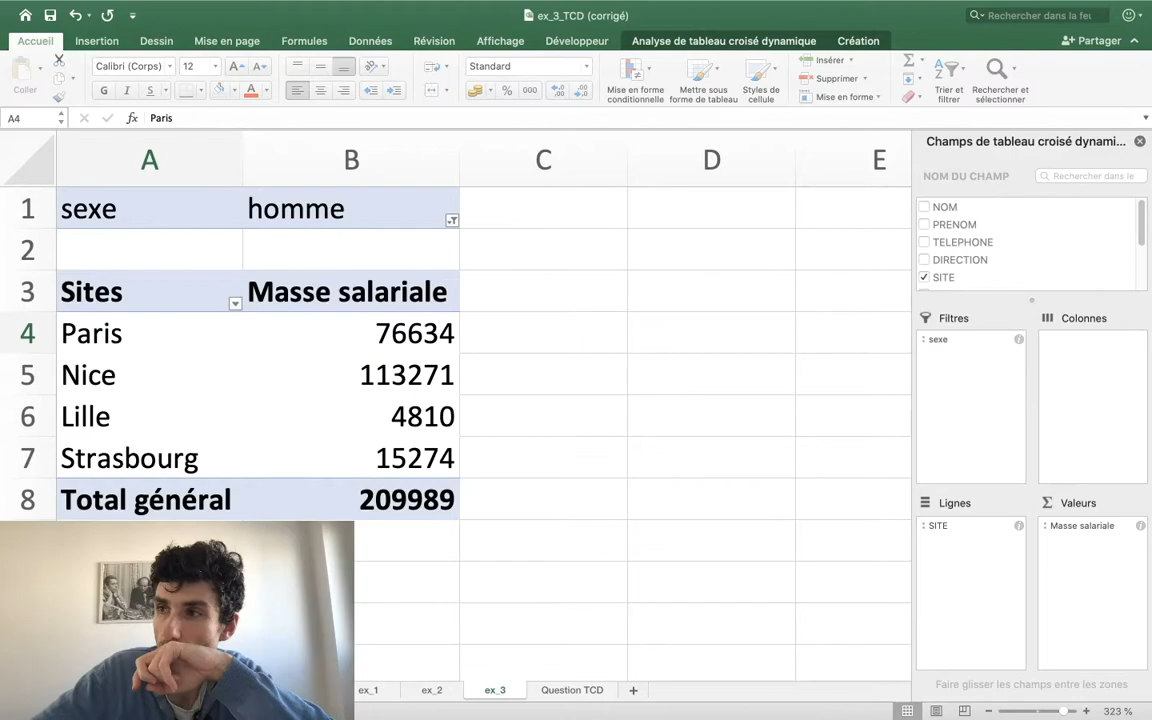 ex_3_TCD (corrigé)
Rechercher dans la feu
Accueil Insertion Dessin Mise en page Formules Données Révision Affichage Développeur Analyse de tableau croisé dynamique Création Partager
Coller
Calibri (Corps) 12
G I S
Standard
% 000
Mise en forme conditionnelle
Mettre sous forme de tableau
Styles de cellule
Insérer
Supprimer
Mise en forme
Trier et filtrer
Rechercher et sélectionner
A4 fx Paris
A B C D E
1 sexe homme
2
3 Sites Masse salariale
4 Paris 76634
5 Nice 113271
6 Lille 4810
7 Strasbourg 15274
8 Total général 209989
Champs de tableau croisé dynami...
NOM DU CHAMP
Rechercher dans le
NOM
PRENOM
TELEPHONE
DIRECTION
SITE
Filtres Colonnes
sexe
Lignes Valeurs
SITE Masse salariale
Faire glisser les champs entre les zones
ex_1 ex_2 ex_3 Question TCD +
323 %